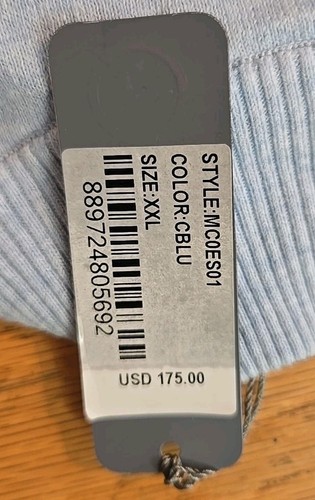 STYLE:MC0ES01
COLOR:CBLU
SIZE:XXL
889724805692
USD 175.00